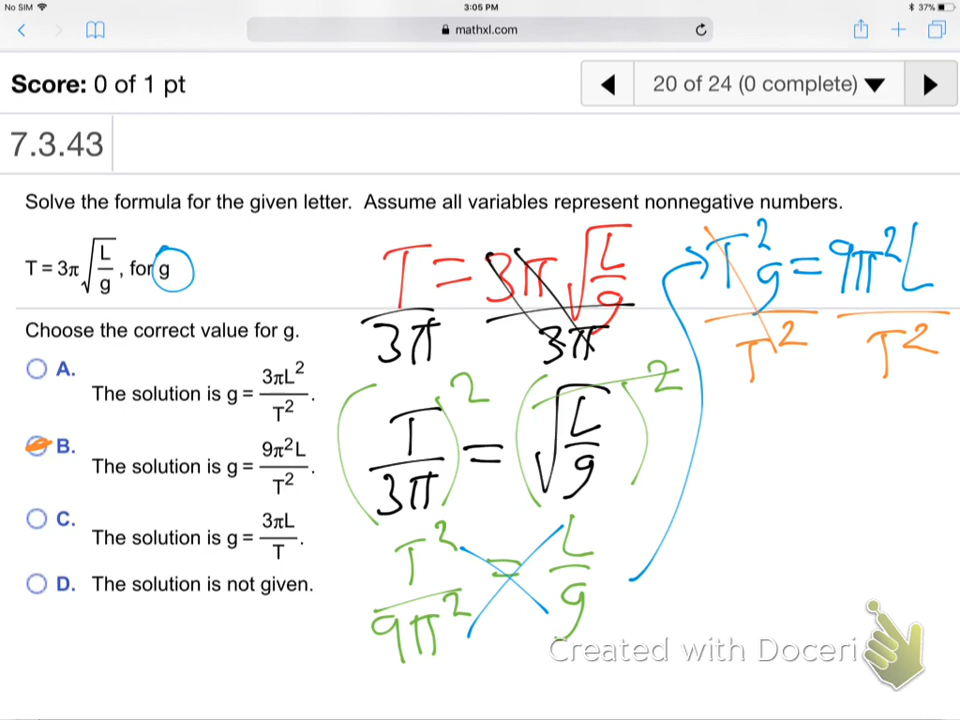 No SIM 3:05 PM 37%
mathxl.com
Score: 0 of 1 pt
20 of 24 (0 complete)
7.3.43
Solve the formula for the given letter. Assume all variables represent nonnegative numbers.
T = 3π √(L/g), for g
Choose the correct value for g.
A. The solution is g = 3πL²/T².
B. The solution is g = 9π²L/T².
C. The solution is g = 3πL/T.
D. The solution is not given.
T = 3π √(L/g)
3π 3π
(T/3π)² = (√(L/g))²
T²/9π² = L/g
T²g = 9π²L
T² T²
Created with Doceri